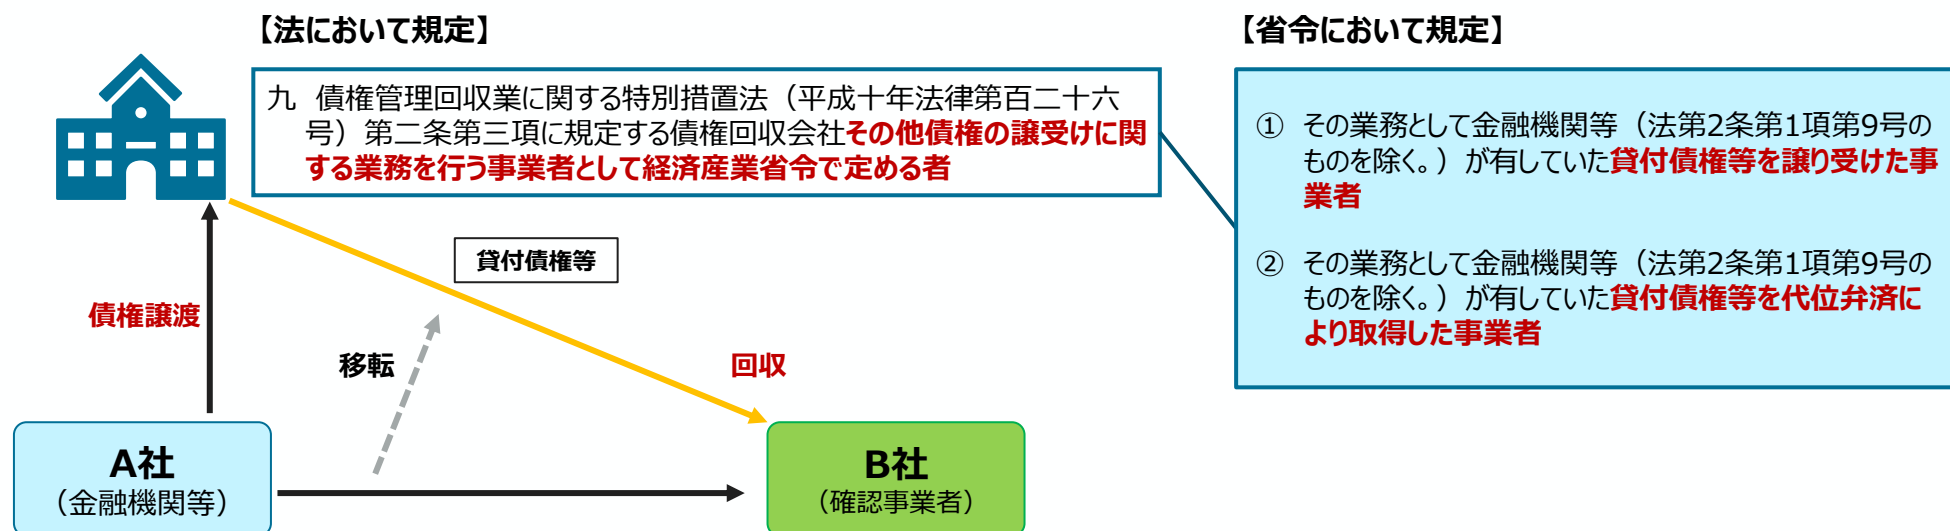 【法において規定】
九 債権管理回収業に関する特別措置法（平成十年法律第百二十六
号）第二条第三項に規定する債権回収会社その他債権の譲受けに関
する業務を行う事業者として経済産業省令で定める者
【省令において規定】
① その業務として金融機関等（法第2条第1項第9号の
ものを除く。）が有していた貸付債権等を譲り受けた事
業者
② その業務として金融機関等（法第2条第1項第9号の
ものを除く。）が有していた貸付債権等を代位弁済に
より取得した事業者
貸付債権等
債権譲渡
移転
回収
A社
（金融機関等）
B社
（確認事業者）